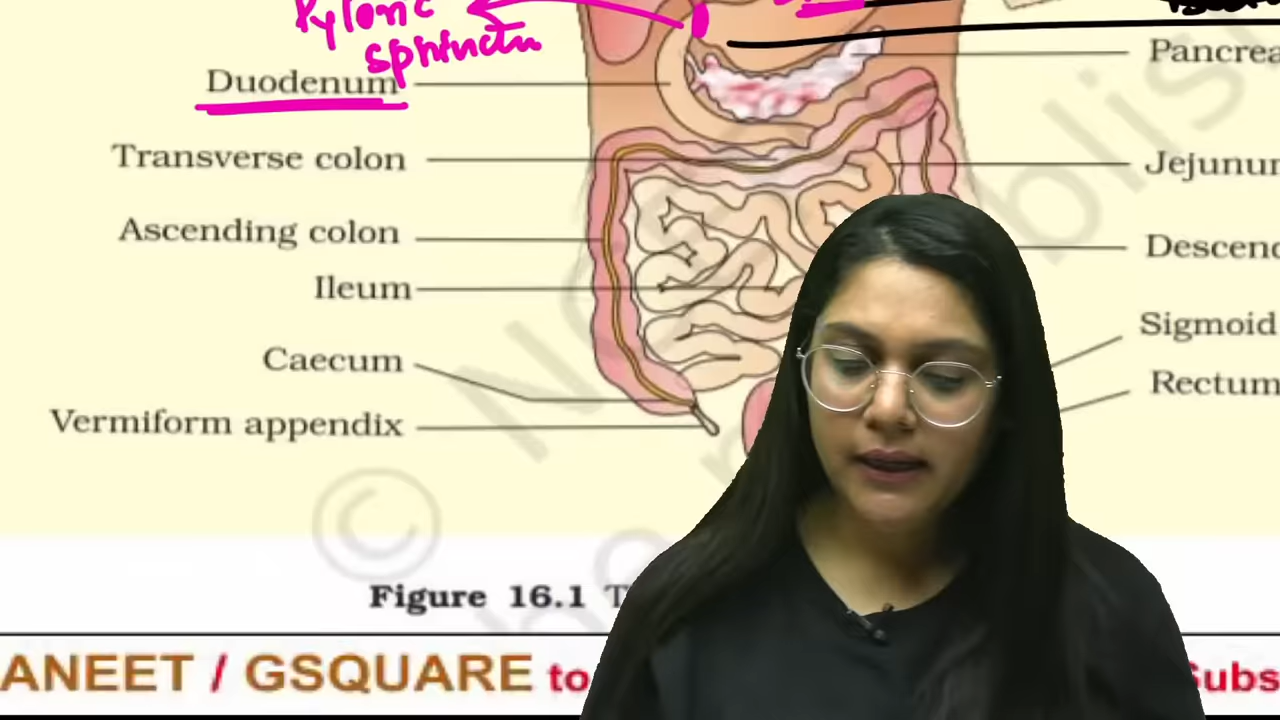 Pyloric
sphincter
Duodenum
Pancrea
Transverse colon
Jejunum
Ascending colon
Descend
Ileum
Sigmoid
Caecum
Rectum
Vermiform appendix
©
Figure 16.1 T
ANEET / GSQUARE to
Subs